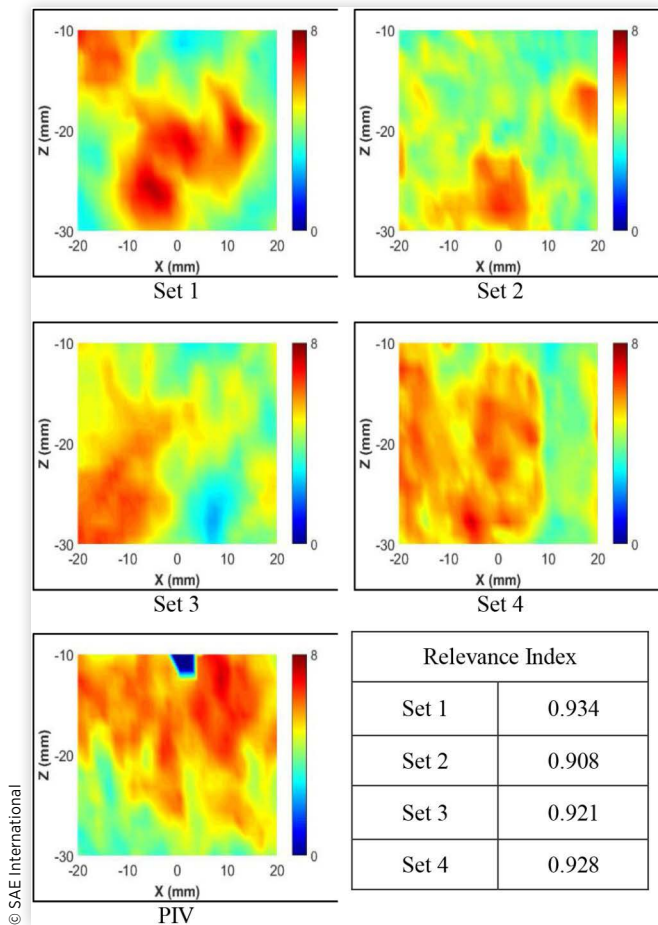 -10
-20
-30
Z (mm)
-20 -10 0 10 20
X (mm)
8
0
Set 1
-10
-20
-30
Z (mm)
-20 -10 0 10 20
X (mm)
8
0
Set 2
-10
-20
-30
Z (mm)
-20 -10 0 10 20
X (mm)
8
0
Set 3
-10
-20
-30
Z (mm)
-20 -10 0 10 20
X (mm)
8
0
Set 4
-10
-20
-30
Z (mm)
-20 -10 0 10 20
X (mm)
8
0
PIV
Relevance Index
Set 1 0.934
Set 2 0.908
Set 3 0.921
Set 4 0.928
© SAE International